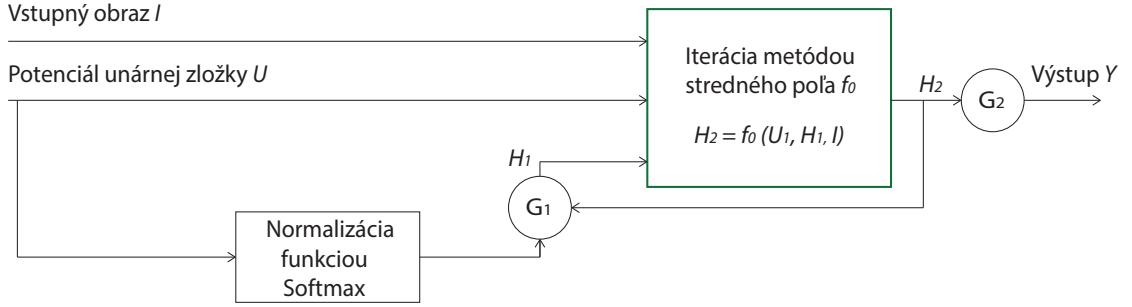 Vstupný obraz I
Potenciál unárnej zložky U
Iterácia metódou
stredného poľa f0
H2 = f0 (U1, H1, I)
H2
G2
Výstup Y
H1
G1
Normalizácia
funkciou
Softmax